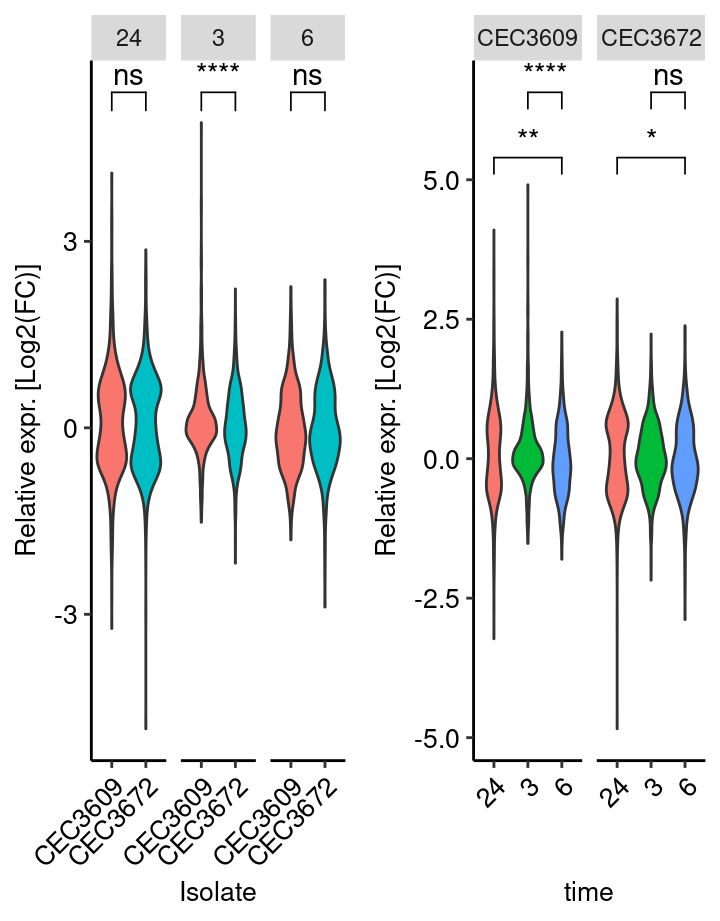 24 3 6
ns **** ns
3
0
-3
Relative expr. [Log2(FC)]
CEC3609 CEC3672 CEC3609 CEC3672 CEC3609 CEC3672
Isolate
CEC3609 CEC3672
**** ns
** *
5.0
2.5
0.0
-2.5
-5.0
Relative expr. [Log2(FC)]
24 3 6 24 3 6
time